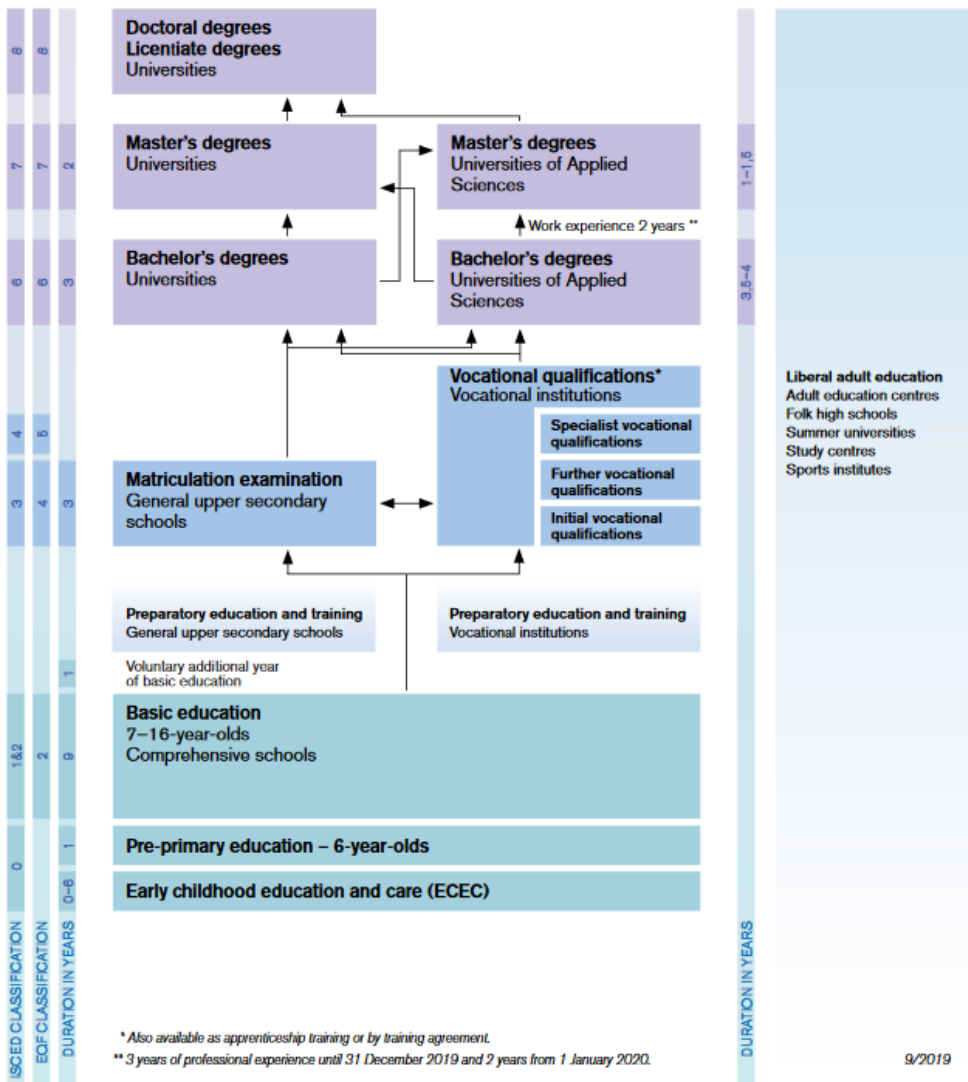 Doctoral degrees
Licentiate degrees
Universities
Master's degrees
Universities
Master's degrees
Universities of Applied
Sciences
Work experience 2 years **
Bachelor's degrees
Universities
Bachelor's degrees
Universities of Applied
Sciences
Vocational qualifications*
Vocational institutions
Specialist vocational
qualifications
Further vocational
qualifications
Initial vocational
qualifications
Matriculation examination
General upper secondary
schools
Preparatory education and training
General upper secondary schools
Preparatory education and training
Vocational institutions
Voluntary additional year
of basic education
Basic education
7–16-year-olds
Comprehensive schools
Pre-primary education – 6-year-olds
Early childhood education and care (ECEC)
8
7
6
4
3
1&2
0
ISCED CLASSIFICATION
8
7
6
5
4
2
EQF CLASSIFICATION
2
3
3
1
9
1
0–6
DURATION IN YEARS
1–1,5
3,5–4
DURATION IN YEARS
Liberal adult education
Adult education centres
Folk high schools
Summer universities
Study centres
Sports institutes
* Also available as apprenticeship training or by training agreement.
** 3 years of professional experience until 31 December 2019 and 2 years from 1 January 2020.
9/2019